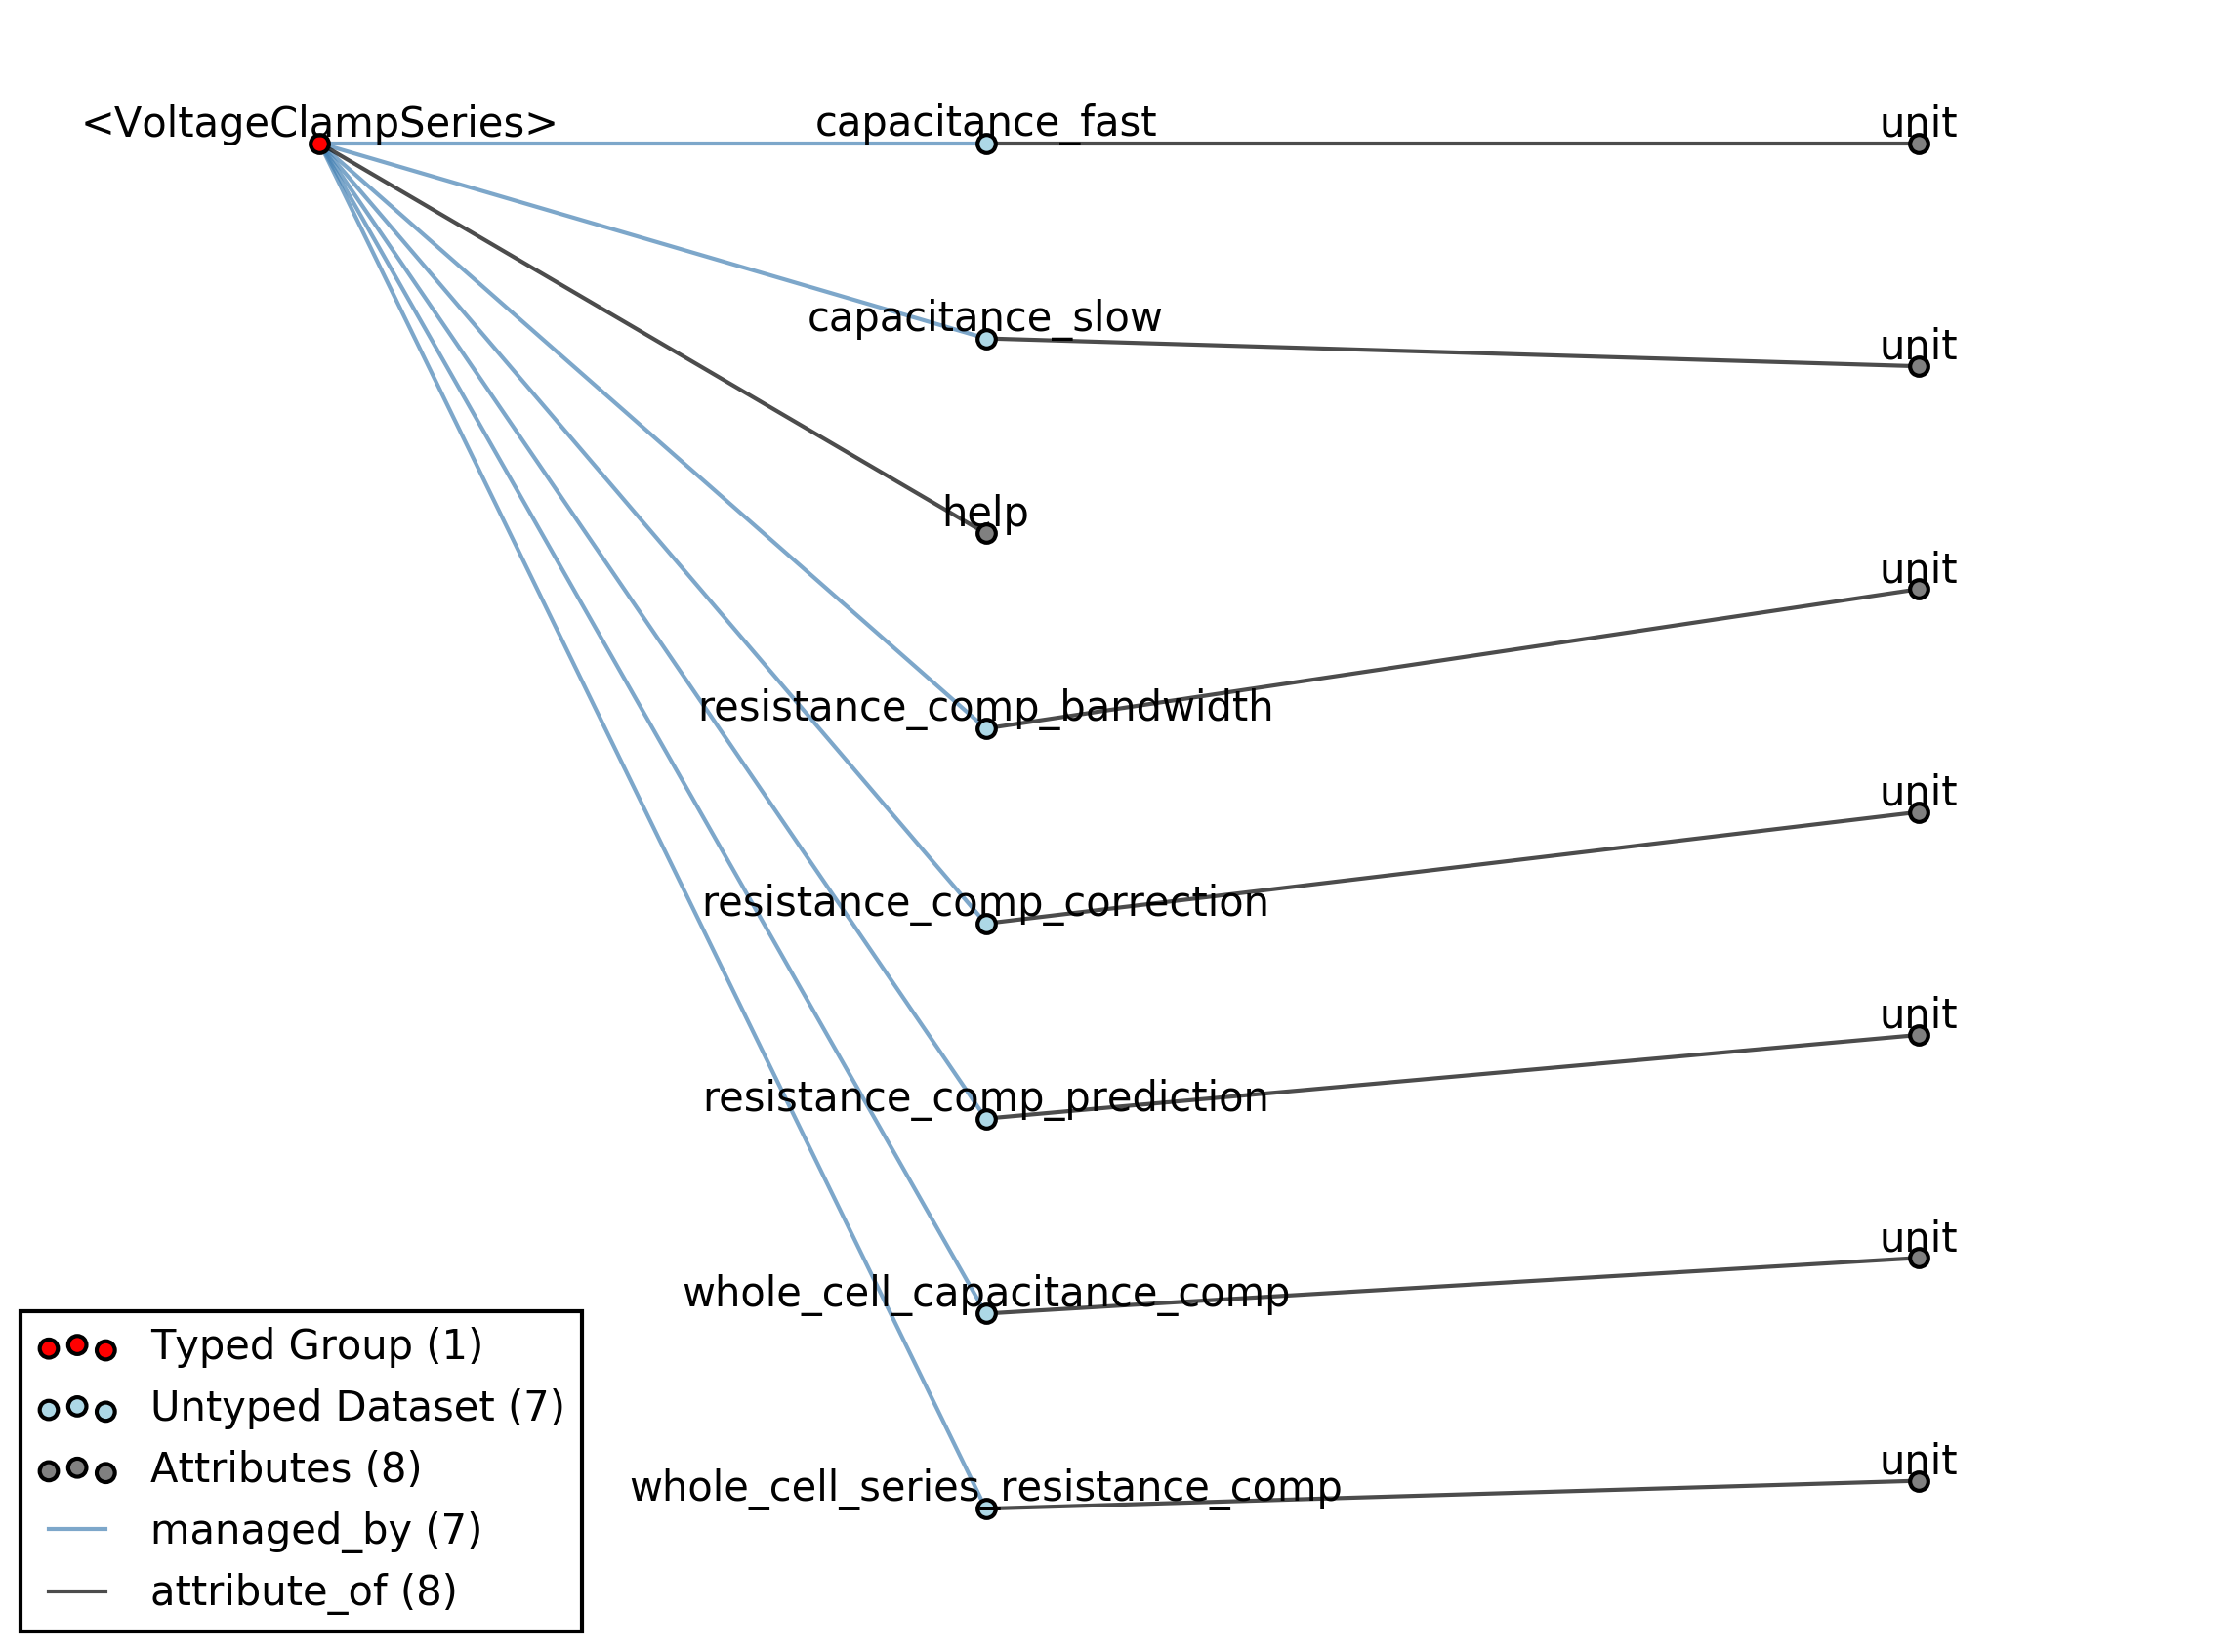 <VoltageClampSeries>
capacitance_fast
unit
capacitance_slow
unit
help
unit
resistance_comp_bandwidth
unit
resistance_comp_correction
unit
resistance_comp_prediction
unit
whole_cell_capacitance_comp
unit
whole_cell_series_resistance_comp
Typed Group (1)
Untyped Dataset (7)
Attributes (8)
managed_by (7)
attribute_of (8)